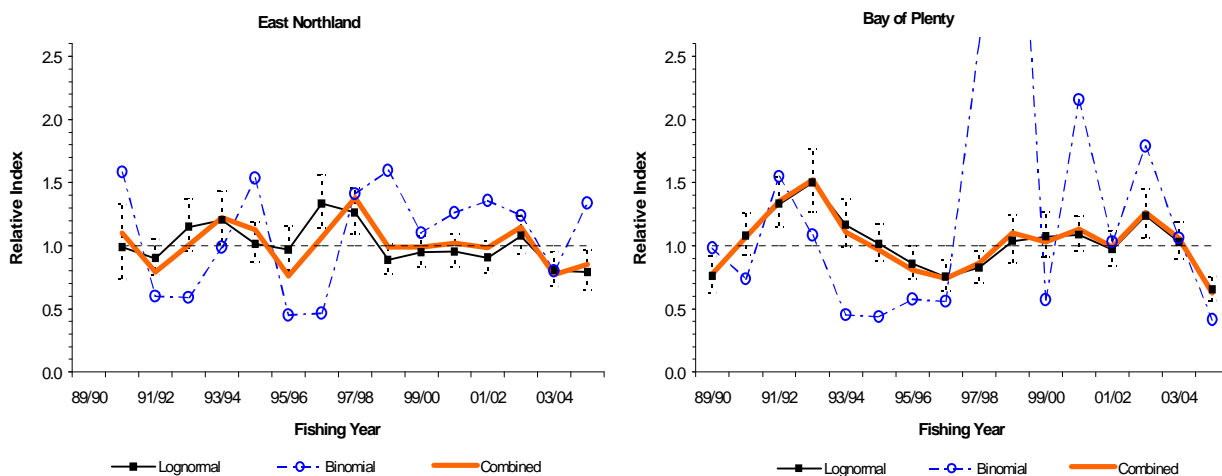 East Northland
2.5
2.0
1.5
1.0
0.5
0.0
Relative Index
89/90 91/92 93/94 95/96 97/98 99/00 01/02 03/04
Fishing Year
Lognormal Binomial Combined
Bay of Plenty
2.5
2.0
1.5
1.0
0.5
0.0
Relative Index
89/90 91/92 93/94 95/96 97/98 99/00 01/02 03/04
Fishing Year
Lognormal Binomial Combined